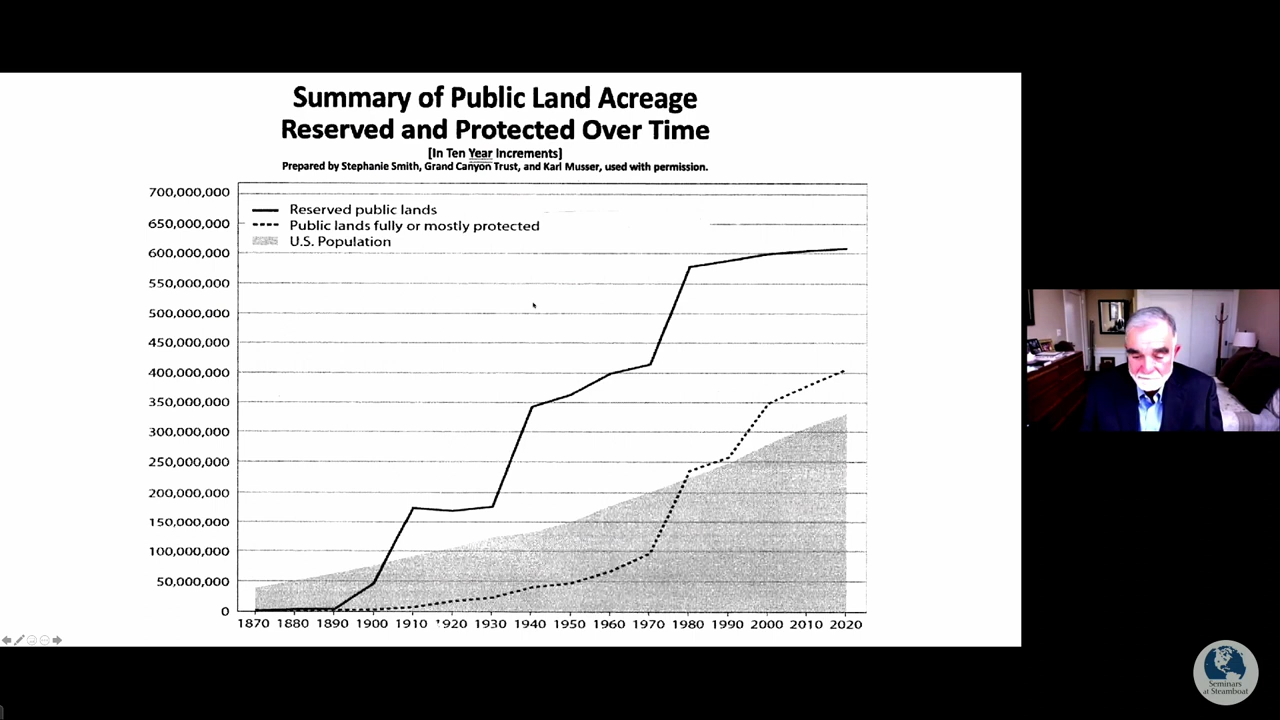 Summary of Public Land Acreage
Reserved and Protected Over Time
[In Ten Year Increments]
Prepared by Stephanie Smith, Grand Canyon Trust, and Karl Musser, used with permission.
700,000,000
650,000,000
600,000,000
550,000,000
500,000,000
450,000,000
400,000,000
350,000,000
300,000,000
250,000,000
200,000,000
150,000,000
100,000,000
50,000,000
0
Reserved public lands
Public lands fully or mostly protected
U.S. Population
1870 1880 1890 1900 1910 1920 1930 1940 1950 1960 1970 1980 1990 2000 2010 2020
Seminars
at Steamboat